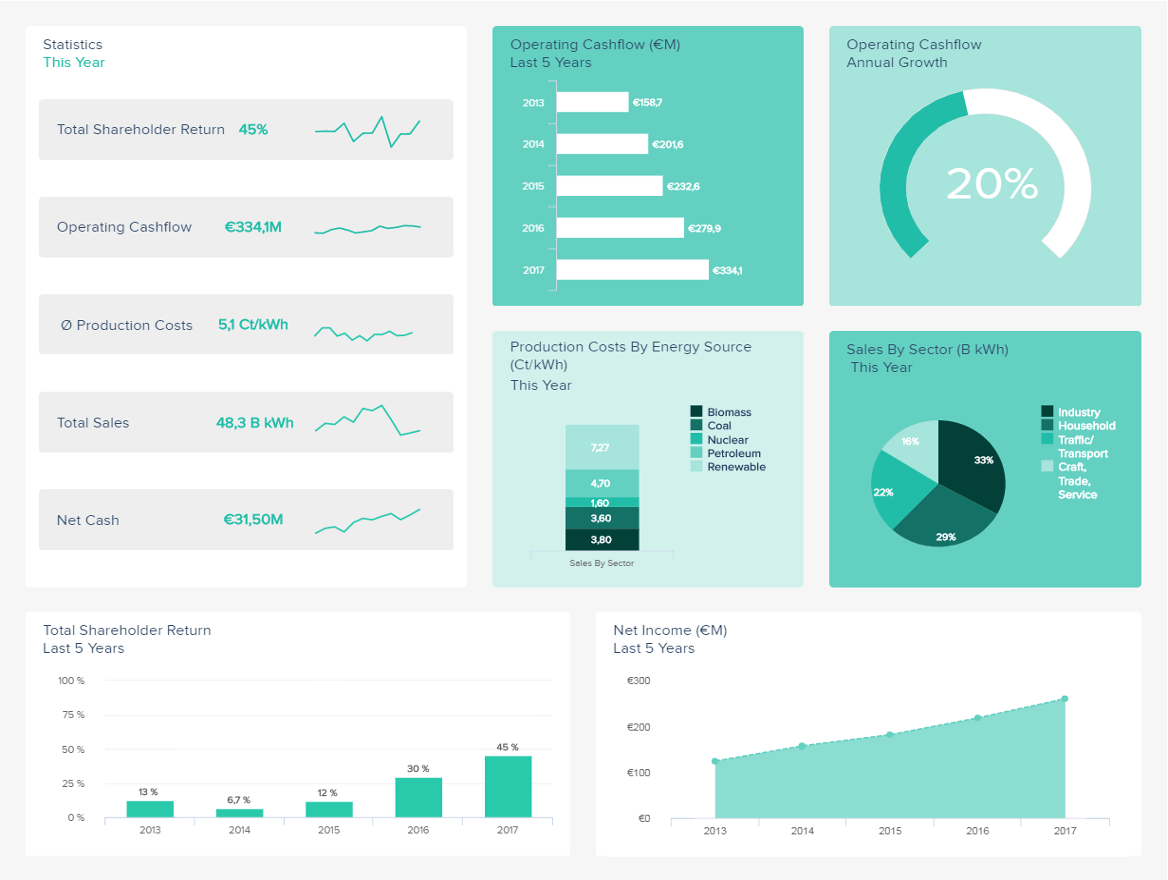 Statistics
This Year
Total Shareholder Return 45%
Operating Cashflow €334,1M
Ø Production Costs 5,1 Ct/kWh
Total Sales 48,3 B kWh
Net Cash €31,50M
Operating Cashflow (€M)
Last 5 Years
2013 €158,7
2014 €201,6
2015 €232,6
2016 €279,9
2017 €334,1
Operating Cashflow
Annual Growth
20%
Production Costs By Energy Source
(Ct/kWh)
This Year
7,27
4,70
1,60
3,60
3,80
Sales By Sector
Biomass
Coal
Nuclear
Petroleum
Renewable
Sales By Sector (B kWh)
This Year
16%
33%
22%
29%
Industry
Household
Traffic/
Transport
Craft,
Trade,
Service
Total Shareholder Return
Last 5 Years
100 %
75 %
50 %
25 %
0 %
13 %
6,7 %
12 %
30 %
45 %
2013 2014 2015 2016 2017
Net Income (€M)
Last 5 Years
€300
€200
€100
€0
2013 2014 2015 2016 2017